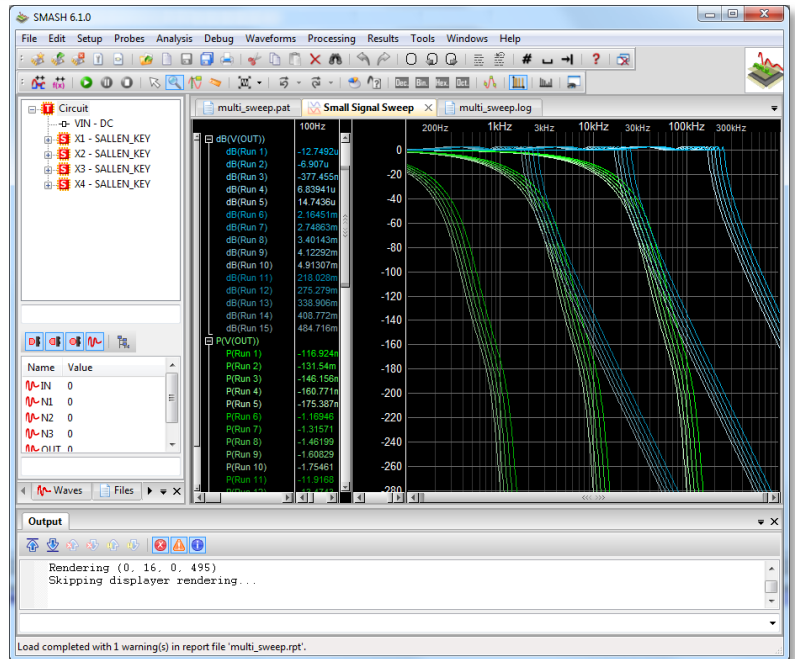 SMASH 6.1.0
File Edit Setup Probes Analysis Debug Waveforms Processing Results Tools Windows Help
Dec. Bin. Hex. Oct.
Circuit
VIN - DC
X1 - SALLEN_KEY
X2 - SALLEN_KEY
X3 - SALLEN_KEY
X4 - SALLEN_KEY
Name Value
IN 0
N1 0
N2 0
N3 0
OUT 0
Waves Files
multi_sweep.pat Small Signal Sweep multi_sweep.log
100Hz
dB(V(OUT))
dB(Run 1) -12.7492u
dB(Run 2) -6.907u
dB(Run 3) -377.455n
dB(Run 4) 6.83941u
dB(Run 5) 14.7436u
dB(Run 6) 2.16451m
dB(Run 7) 2.74863m
dB(Run 8) 3.40143m
dB(Run 9) 4.12292m
dB(Run 10) 4.91307m
dB(Run 11) 218.028m
dB(Run 12) 275.279m
dB(Run 13) 338.906m
dB(Run 14) 408.772m
dB(Run 15) 484.716m
P(V(OUT))
P(Run 1) -116.924n
P(Run 2) -131.54m
P(Run 3) -146.156n
P(Run 4) -160.771n
P(Run 5) -175.387n
P(Run 6) -1.16946
P(Run 7) -1.31571
P(Run 8) -1.46199
P(Run 9) -1.60829
P(Run 10) -1.75461
P(Run 11) -11.9168
200Hz 1kHz 3kHz 10kHz 30kHz 100kHz 300kHz
0
-20
-40
-60
-80
-100
-120
-140
-160
-180
-200
-220
-240
-260
-280
Output
Rendering (0, 16, 0, 495)
Skipping displayer rendering...
Load completed with 1 warning(s) in report file 'multi_sweep.rpt'.